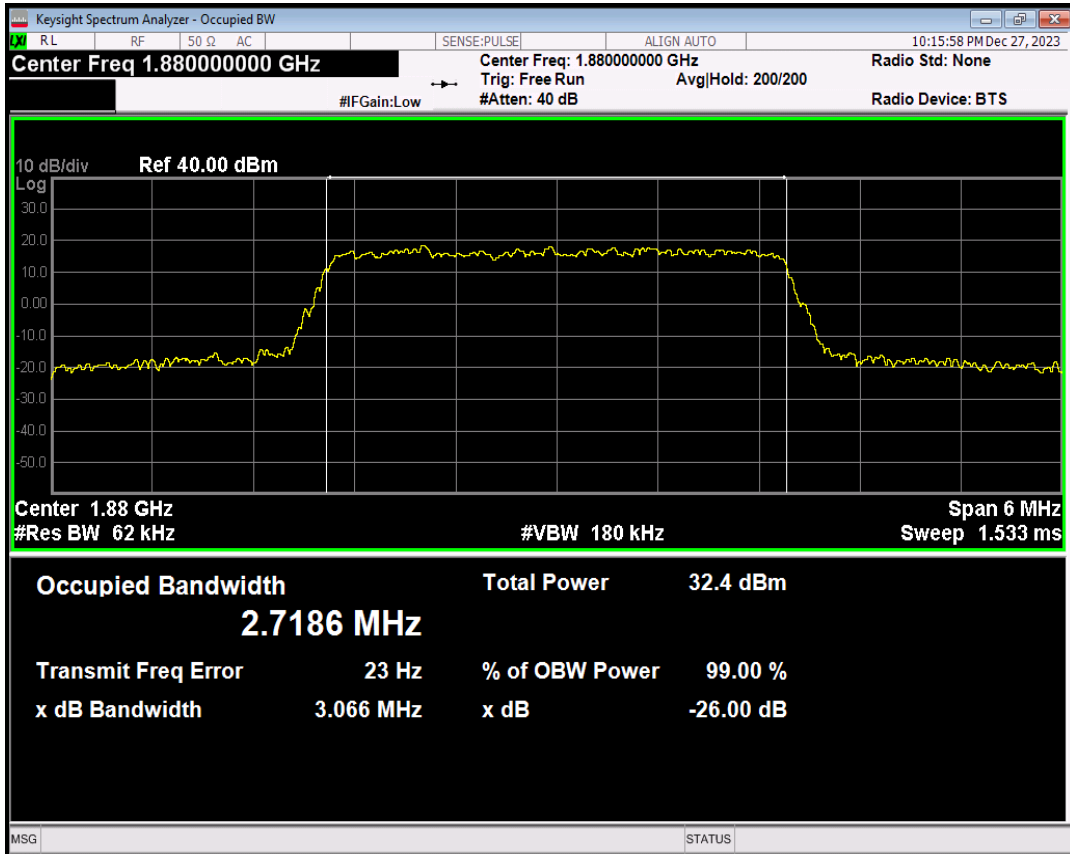 Keysight Spectrum Analyzer - Occupied BW
LXI RL RF 50 Ω AC SENSE:PULSE ALIGN AUTO 10:15:58 PM Dec 27, 2023
Center Freq 1.880000000 GHz Center Freq: 1.880000000 GHz Radio Std: None
Trig: Free Run Avg|Hold: 200/200
#IFGain:Low #Atten: 40 dB Radio Device: BTS
10 dB/div Ref 40.00 dBm
Log
30.0
20.0
10.0
0.00
-10.0
-20.0
-30.0
-40.0
-50.0
Center 1.88 GHz Span 6 MHz
#Res BW 62 kHz #VBW 180 kHz Sweep 1.533 ms
Occupied Bandwidth Total Power 32.4 dBm
2.7186 MHz
Transmit Freq Error 23 Hz % of OBW Power 99.00 %
x dB Bandwidth 3.066 MHz x dB -26.00 dB
MSG STATUS